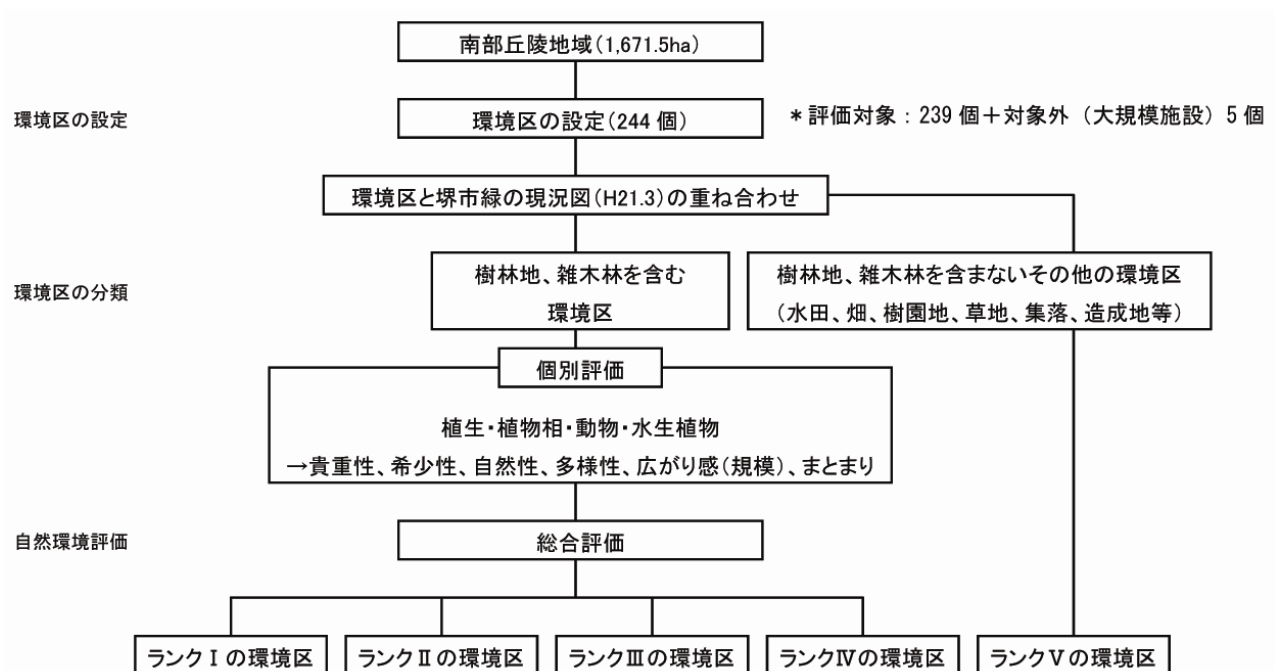 南部丘陵地域(1,671.5ha)
環境区の設定
環境区の設定(244 個)
*評価対象：239 個＋対象外（大規模施設）5 個
環境区と堺市緑の現況図(H21.3)の重ね合わせ
環境区の分類
樹林地、雑木林を含む
環境区
樹林地、雑木林を含まないその他の環境区
（水田、畑、樹園地、草地、集落、造成地等）
個別評価
植生・植物相・動物・水生植物
→貴重性、希少性、自然性、多様性、広がり感(規模)、まとまり
自然環境評価
総合評価
ランクⅠの環境区
ランクⅡの環境区
ランクⅢの環境区
ランクⅣの環境区
ランクⅤの環境区